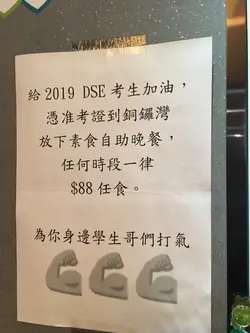 給 2019 DSE 考生加油，
憑准考證到銅鑼灣
放下素食自助晚餐，
任何時段一律
$88 任食。
為你身邊學生哥們打氣